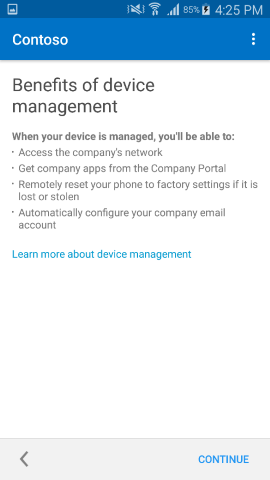 85% 4:25 PM
Contoso
Benefits of device
management
When your device is managed, you'll be able to:
· Access the company's network
· Get company apps from the Company Portal
· Remotely reset your phone to factory settings if it is
lost or stolen
· Automatically configure your company email
account
Learn more about device management
CONTINUE